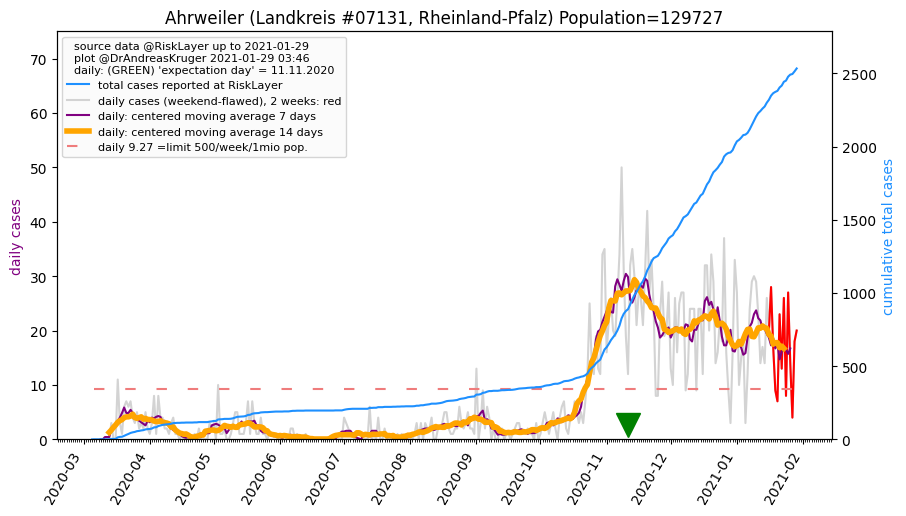 Ahrweiler (Landkreis #07131, Rheinland-Pfalz) Population=129727
source data @RiskLayer up to 2021-01-29
plot @DrAndreasKruger 2021-01-29 03:46
daily: (GREEN) 'expectation day' = 11.11.2020
total cases reported at RiskLayer
daily cases (weekend-flawed), 2 weeks: red
daily: centered moving average 7 days
daily: centered moving average 14 days
daily 9.27 =limit 500/week/1mio pop.
daily cases
70
60
50
40
30
20
10
0
cumulative total cases
2500
2000
1500
1000
500
0
2020-03
2020-04
2020-05
2020-06
2020-07
2020-08
2020-09
2020-10
2020-11
2020-12
2021-01
2021-02